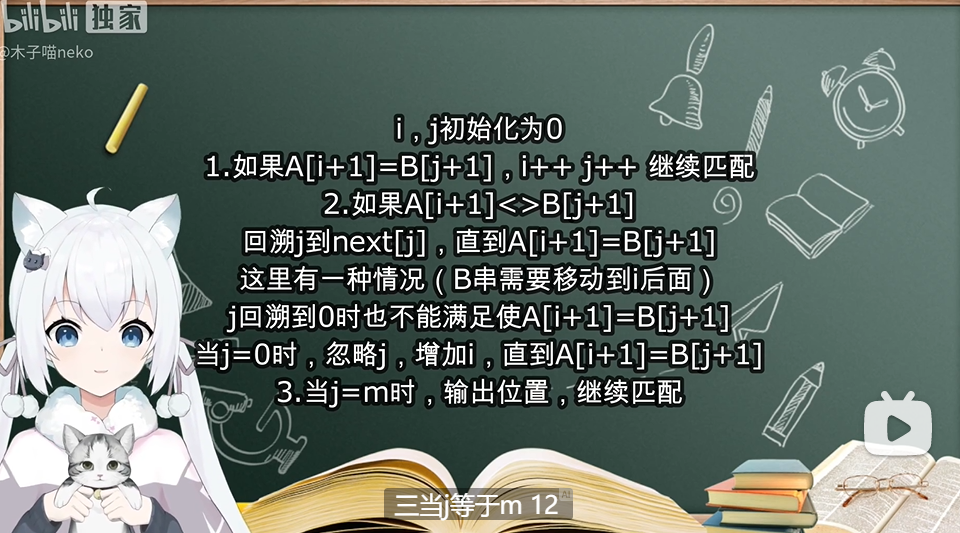 bilibili 独家
@木子喵neko
i，j初始化为0
1.如果A[i+1]=B[j+1]，i++ j++ 继续匹配
2.如果A[i+1]<>B[j+1]
回溯j到next[j]，直到A[i+1]=B[j+1]
这里有一种情况（B串需要移动到i后面）
j回溯到0时也不能满足使A[i+1]=B[j+1]
当j=0时，忽略j，增加i，直到A[i+1]=B[j+1]
3.当j=m时，输出位置，继续匹配
三当j等于m 12
AI